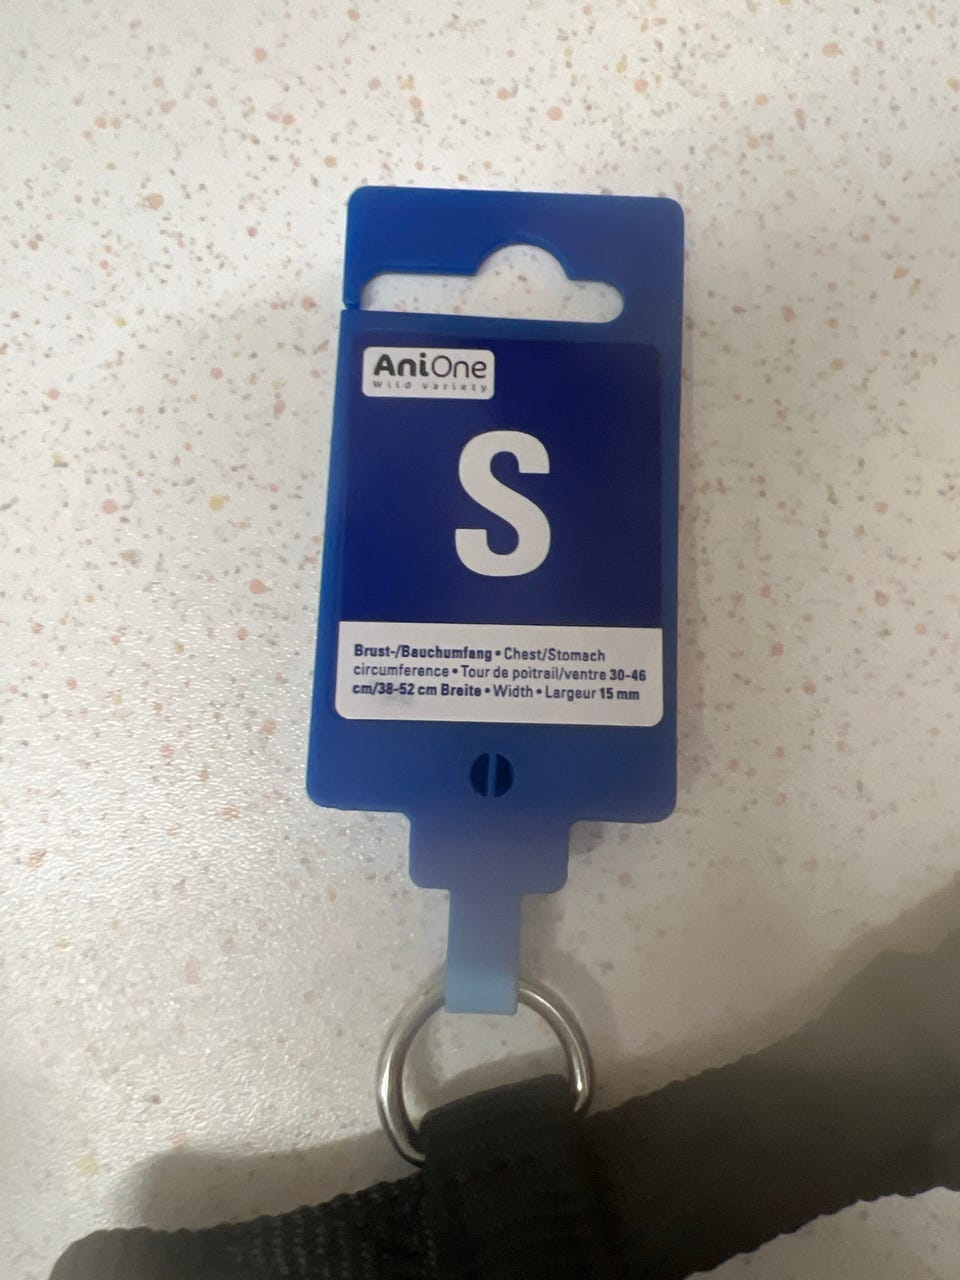 AniOne
Wild variety
S
Brust-/Bauchumfang • Chest/Stomach
circumference • Tour de poitrail/ventre 30-46
cm/38-52 cm Breite • Width • Largeur 15 mm